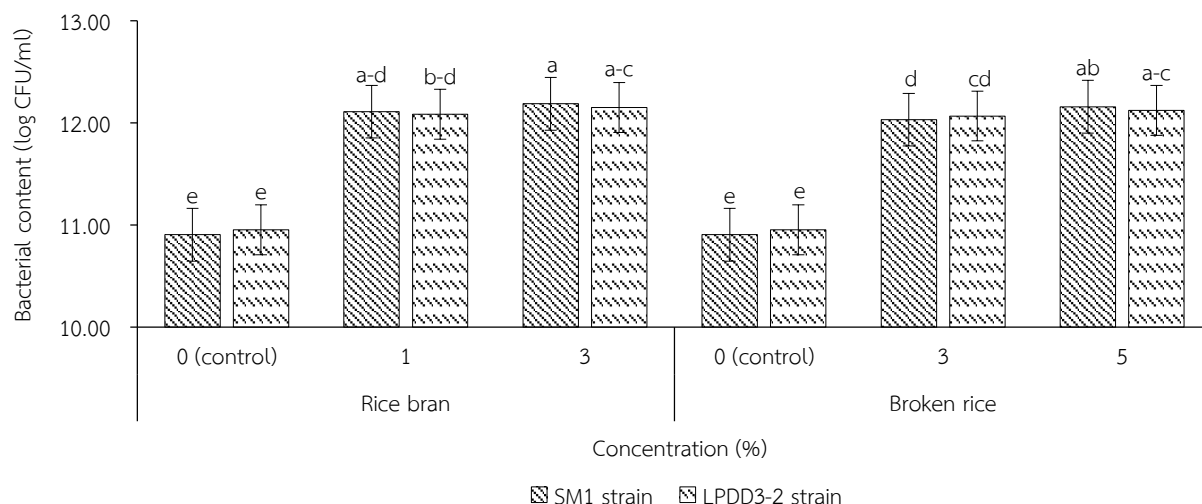 Bacterial content (log CFU/ml)
13.00
12.00
11.00
10.00
e
e
a-d
b-d
a
a-c
e
e
d
cd
ab
a-c
0 (control)
1
3
0 (control)
3
5
Rice bran
Broken rice
Concentration (%)
SM1 strain
LPDD3-2 strain